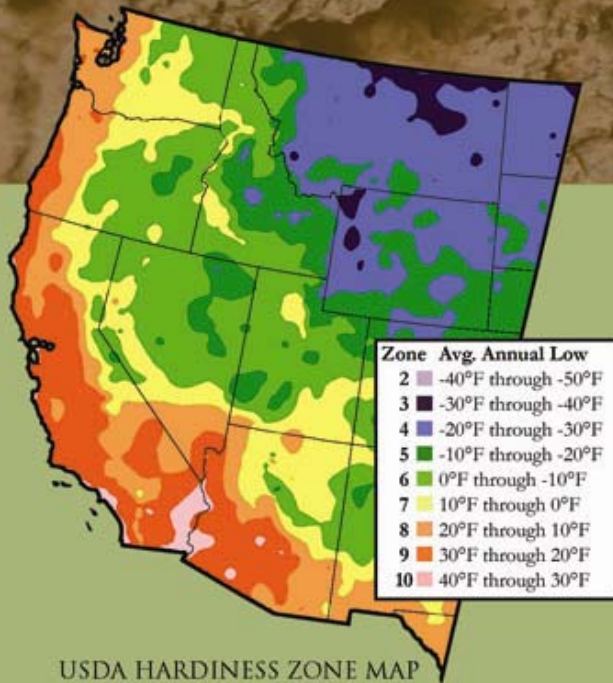 Zone Avg. Annual Low
2 -40°F through -50°F
3 -30°F through -40°F
4 -20°F through -30°F
5 -10°F through -20°F
6 0°F through -10°F
7 10°F through 0°F
8 20°F through 10°F
9 30°F through 20°F
10 40°F through 30°F
USDA HARDINESS ZONE MAP